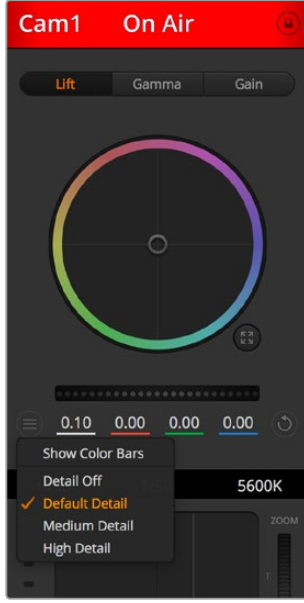 Cam1 On Air
Lift Gamma Gain
0.10 0.00 0.00 0.00
Show Color Bars
Detail Off
5600K
Default Detail
Medium Detail
ZOOM
High Detail
T